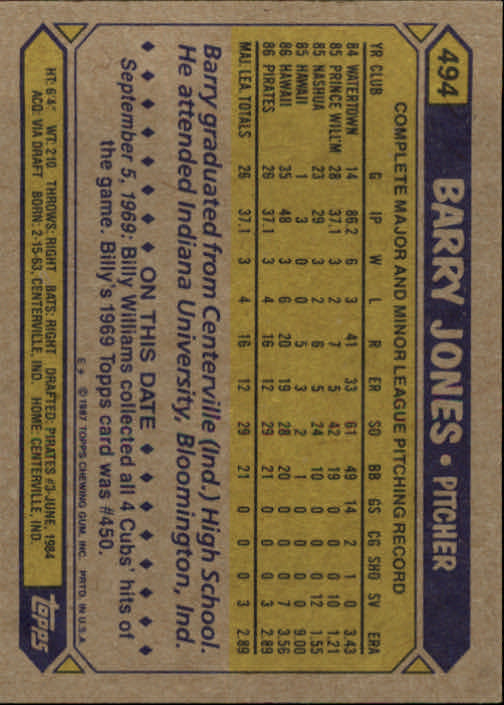 494
BARRY JONES • PITCHER
COMPLETE MAJOR AND MINOR LEAGUE PITCHING RECORD
YR CLUB G IP W L R ER SO BB GS CG SHO SV ERA
84 WATERTOWN 14 86.2 6 3 41 33 61 49 14 2 1 0 3.43
85 PRINCE WILL'M 28 37.1 3 2 7 5 42 19 0 0 0 10 1.21
85 NASHUA 23 29 3 2 6 5 24 10 0 0 0 12 1.55
85 HAWAII 1 3 0 0 5 3 2 1 0 0 0 0 9.00
86 HAWAII 35 48 3 6 20 19 28 20 0 0 0 7 3.56
86 PIRATES 26 37.1 3 4 16 12 29 21 0 0 0 3 2.89
MAJ. LEA. TOTALS 26 37.1 3 4 16 12 29 21 0 0 0 3 2.89
Barry graduated from Centerville (Ind.) High School.
He attended Indiana University, Bloomington, Ind.
♦ ♦ ♦ ♦ ♦ ♦ ♦ ON THIS DATE ♦ ♦ ♦ ♦ ♦ ♦ ♦
September 5, 1969: Billy Williams collected all 4 Cubs' hits of
the game. Billy's 1969 Topps card was #450.
E* © 1987 TOPPS CHEWING GUM, INC. PRTD. IN U.S.A.
HT: 6'4" WT: 210 THROWS: RIGHT BATS: RIGHT DRAFTED: PIRATES #3-JUNE, 1984
ACQ: VIA DRAFT BORN: 2-15-63, CENTERVILLE, IND. HOME: CENTERVILLE, IND.
TOPPS